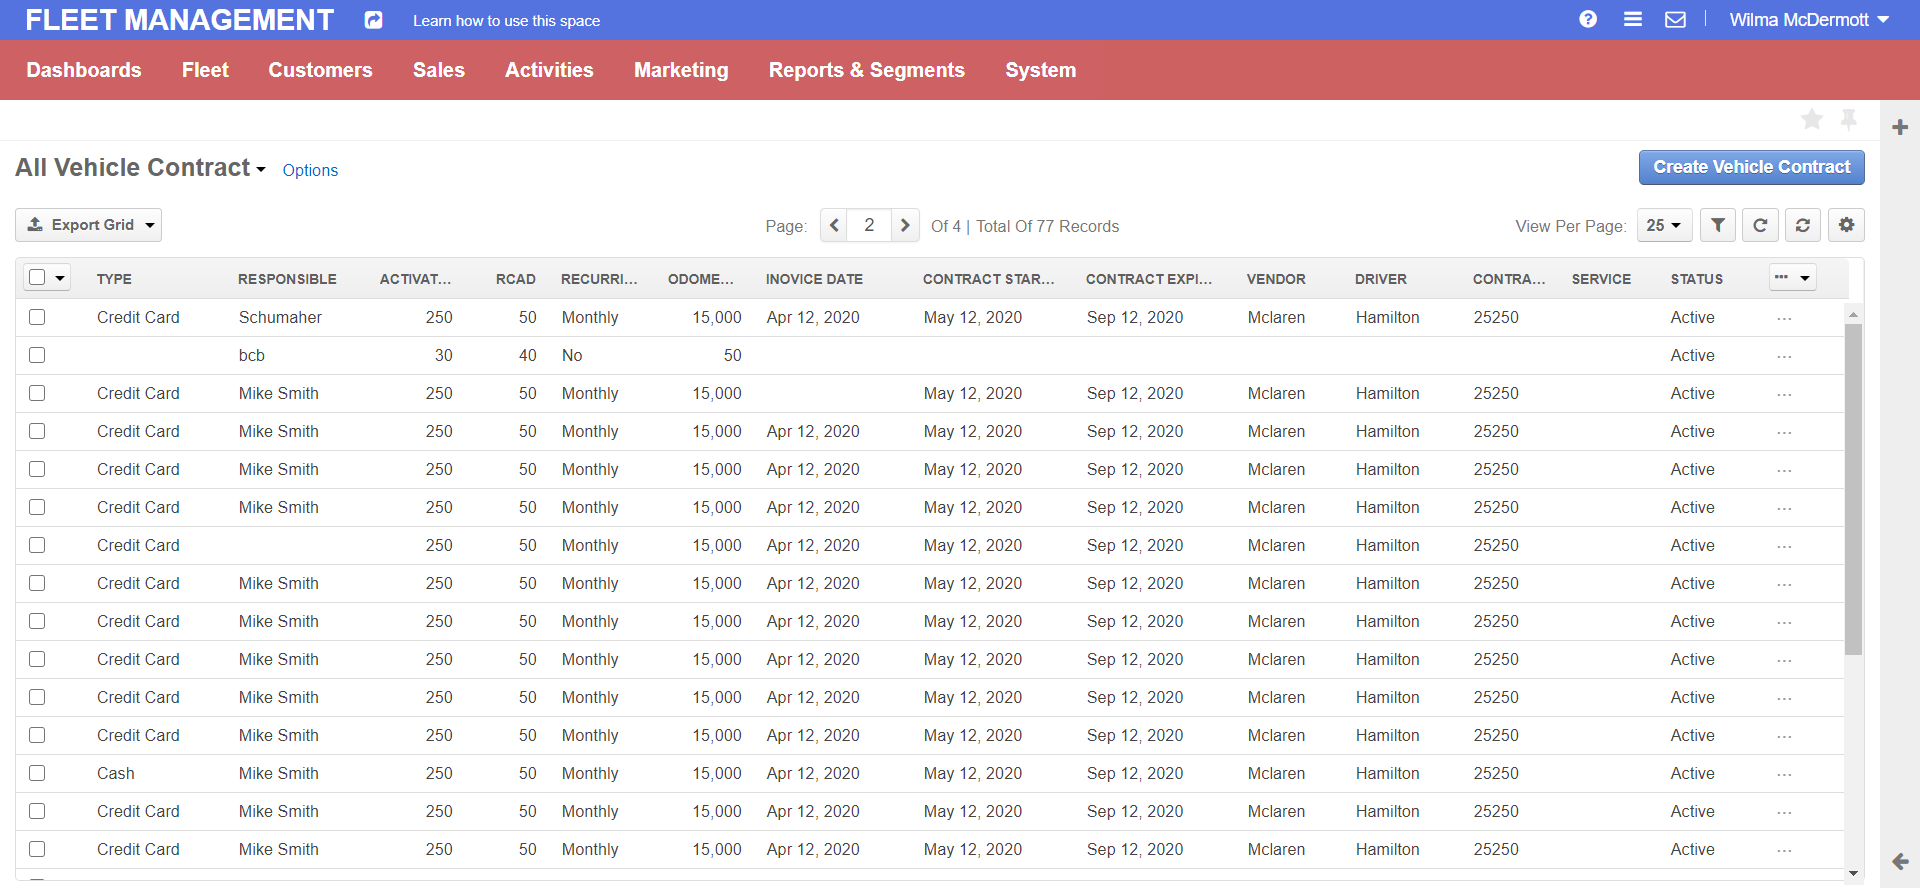 FLEET MANAGEMENT Learn how to use this space Wilma McDermott
Dashboards Fleet Customers Sales Activities Marketing Reports & Segments System
All Vehicle Contract Options Create Vehicle Contract
Export Grid Page: 2 Of 4 | Total Of 77 Records View Per Page: 25
TYPE RESPONSIBLE ACTIVAT... RCAD RECURRI... ODOME... INOVICE DATE CONTRACT STAR... CONTRACT EXPI... VENDOR DRIVER CONTRA... SERVICE STATUS
Credit Card Schumaher 250 50 Monthly 15,000 Apr 12, 2020 May 12, 2020 Sep 12, 2020 Mclaren Hamilton 25250 Active ...
bcb 30 40 No 50 Active ...
Credit Card Mike Smith 250 50 Monthly 15,000 May 12, 2020 Sep 12, 2020 Mclaren Hamilton 25250 Active ...
Credit Card Mike Smith 250 50 Monthly 15,000 Apr 12, 2020 May 12, 2020 Sep 12, 2020 Mclaren Hamilton 25250 Active ...
Credit Card Mike Smith 250 50 Monthly 15,000 Apr 12, 2020 May 12, 2020 Sep 12, 2020 Mclaren Hamilton 25250 Active ...
Credit Card Mike Smith 250 50 Monthly 15,000 Apr 12, 2020 May 12, 2020 Sep 12, 2020 Mclaren Hamilton 25250 Active ...
Credit Card 250 50 Monthly 15,000 Apr 12, 2020 May 12, 2020 Sep 12, 2020 Mclaren Hamilton 25250 Active ...
Credit Card Mike Smith 250 50 Monthly 15,000 Apr 12, 2020 May 12, 2020 Sep 12, 2020 Mclaren Hamilton 25250 Active ...
Credit Card Mike Smith 250 50 Monthly 15,000 Apr 12, 2020 May 12, 2020 Sep 12, 2020 Mclaren Hamilton 25250 Active ...
Credit Card Mike Smith 250 50 Monthly 15,000 Apr 12, 2020 May 12, 2020 Sep 12, 2020 Mclaren Hamilton 25250 Active ...
Credit Card Mike Smith 250 50 Monthly 15,000 Apr 12, 2020 May 12, 2020 Sep 12, 2020 Mclaren Hamilton 25250 Active ...
Credit Card Mike Smith 250 50 Monthly 15,000 Apr 12, 2020 May 12, 2020 Sep 12, 2020 Mclaren Hamilton 25250 Active ...
Cash Mike Smith 250 50 Monthly 15,000 Apr 12, 2020 May 12, 2020 Sep 12, 2020 Mclaren Hamilton 25250 Active ...
Credit Card Mike Smith 250 50 Monthly 15,000 Apr 12, 2020 May 12, 2020 Sep 12, 2020 Mclaren Hamilton 25250 Active ...
Credit Card Mike Smith 250 50 Monthly 15,000 Apr 12, 2020 May 12, 2020 Sep 12, 2020 Mclaren Hamilton 25250 Active ...